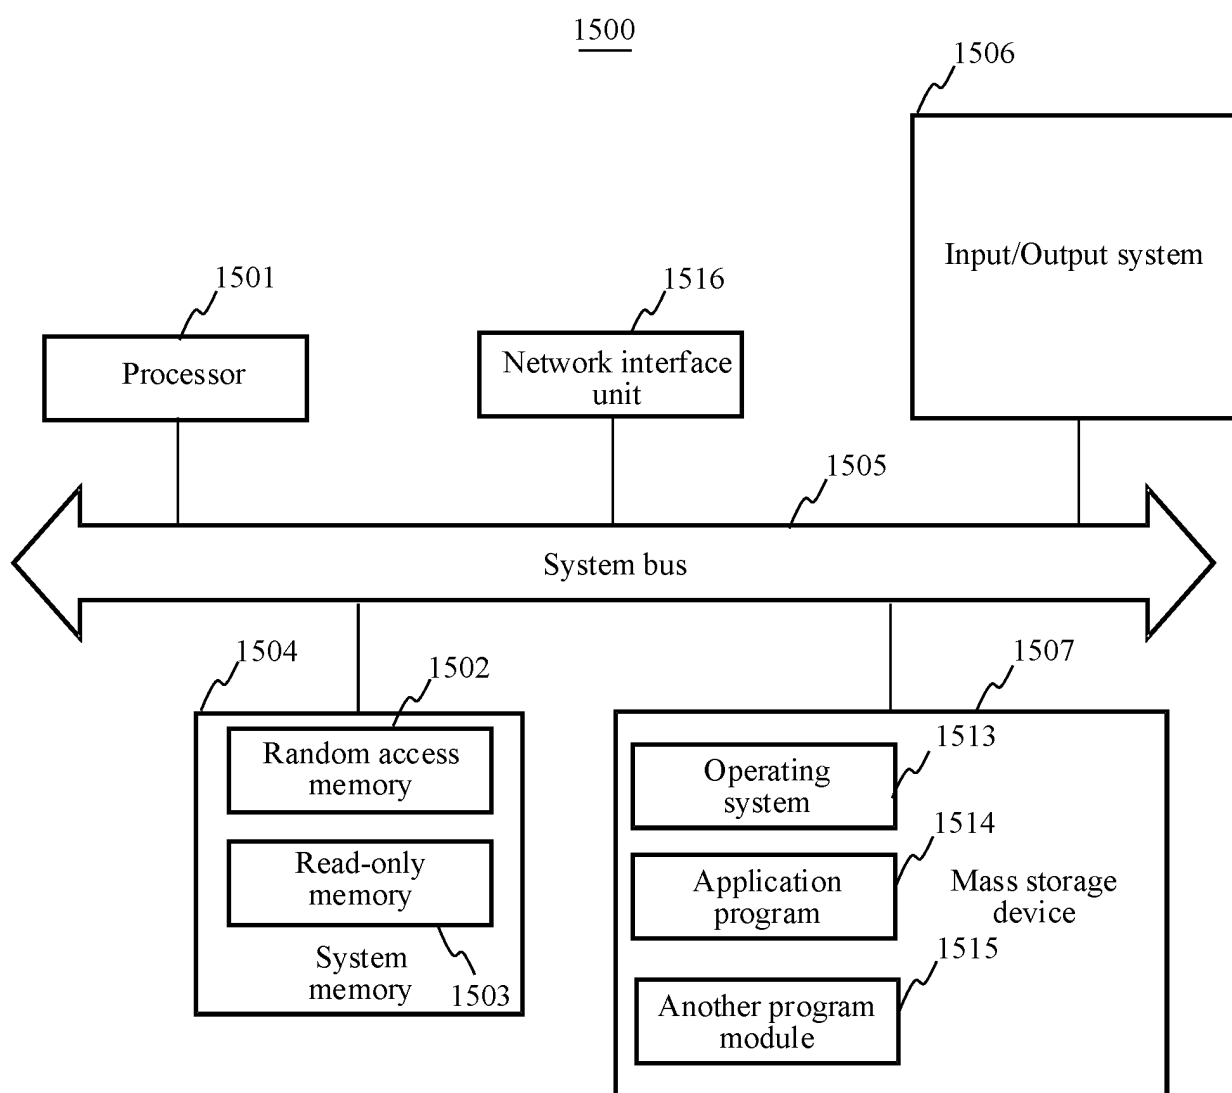 1500
1506
Input/Output system
1501
Processor
1516
Network interface
unit
1505
System bus
1504
1502
Random access
memory
Read-only
memory
System
memory
1503
1507
1513
Operating
system
1514
Application
program
Mass storage
device
1515
Another program
module